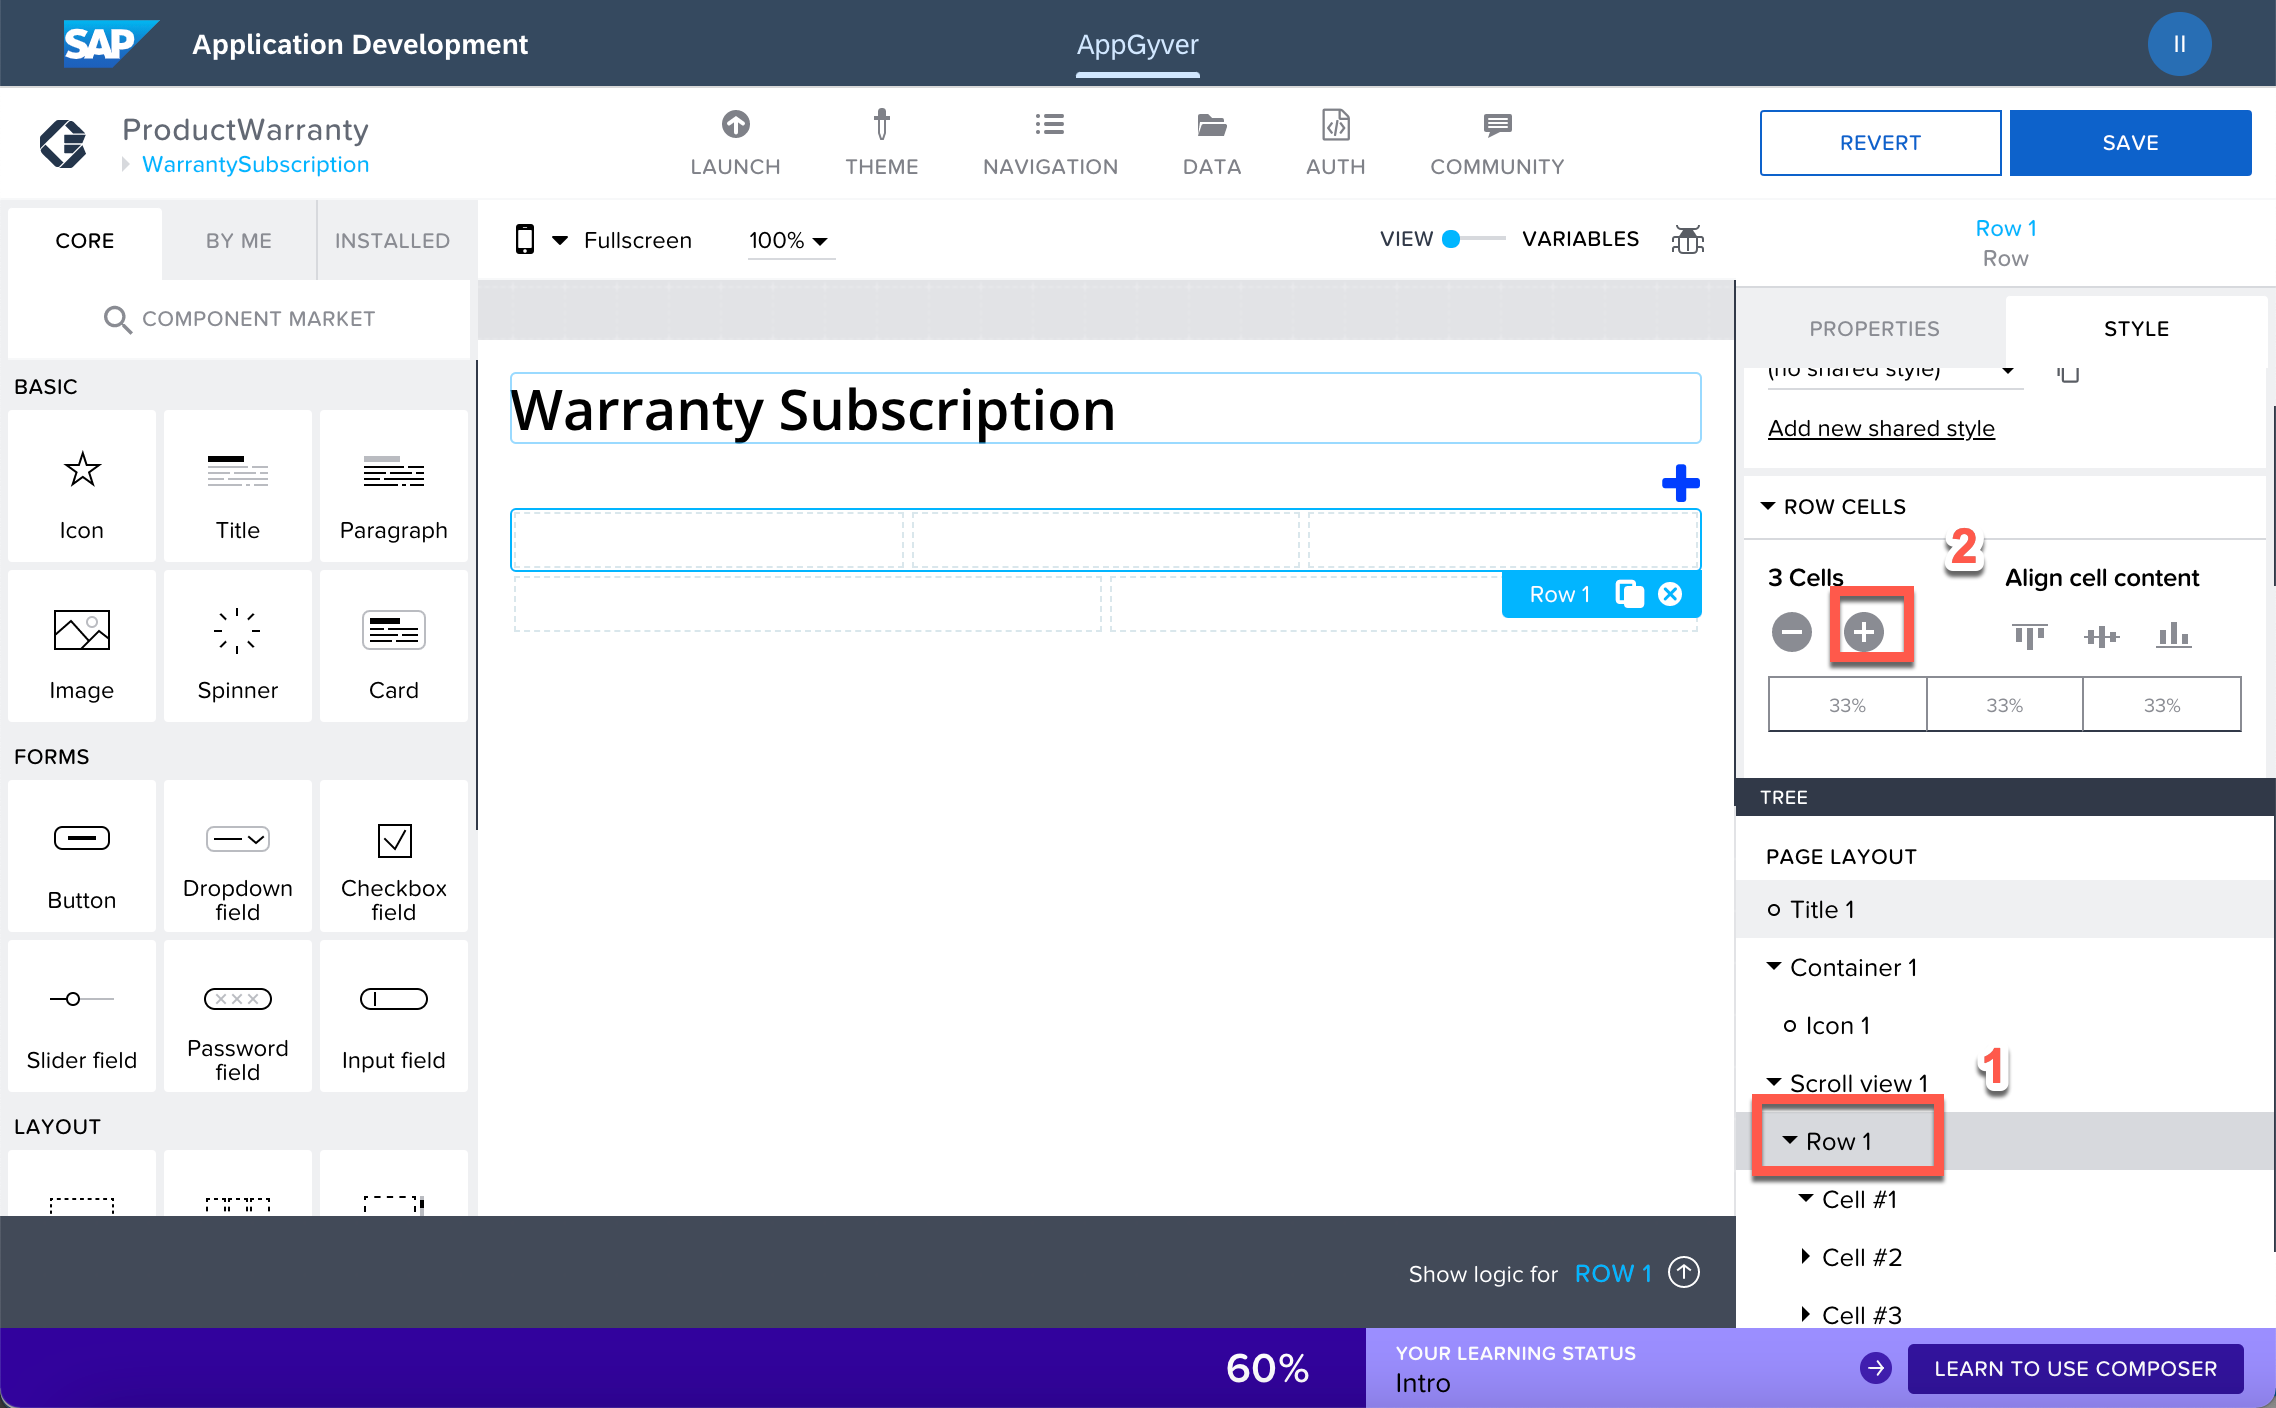 SAP Application Development
AppGyver
II
ProductWarranty
WarrantySubscription
LAUNCH
THEME
NAVIGATION
DATA
AUTH
COMMUNITY
REVERT
SAVE
CORE
BY ME
INSTALLED
COMPONENT MARKET
BASIC
Icon
Title
Paragraph
Image
Spinner
Card
FORMS
Button
Dropdown
field
Checkbox
field
Slider field
Password
field
Input field
LAYOUT
Fullscreen
100%
VIEW
VARIABLES
Warranty Subscription
Row 1
Show logic for ROW 1
Row 1
Row
PROPERTIES
STYLE
(no shared style)
Add new shared style
ROW CELLS
2
3 Cells
Align cell content
33%
33%
33%
TREE
PAGE LAYOUT
Title 1
Container 1
Icon 1
1
Scroll view 1
Row 1
Cell #1
Cell #2
Cell #3
60%
YOUR LEARNING STATUS
Intro
LEARN TO USE COMPOSER